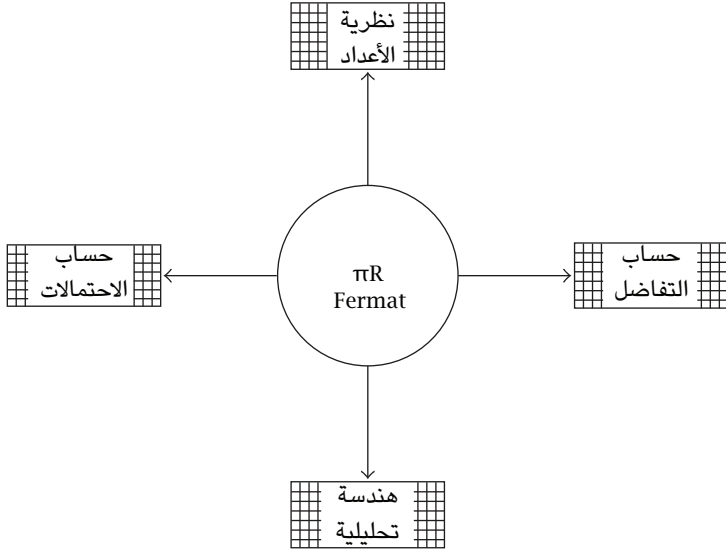 نظرية
الأعداد
حساب
التفاضل
πR
Fermat
حساب
الاحتمالات
هندسة
تحليلية